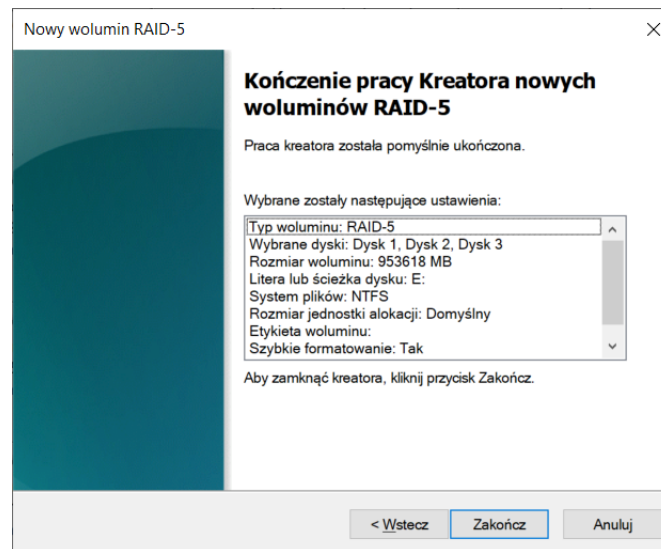 Nowy wolumin RAID-5
Kończenie pracy Kreatora nowych
woluminów RAID-5
Praca kreatora została pomyślnie ukończona.
Wybrane zostały następujące ustawienia:
Typ woluminu: RAID-5
Wybrane dyski: Dysk 1, Dysk 2, Dysk 3
Rozmiar woluminu: 953618 MB
Litera lub ścieżka dysku: E:
System plików: NTFS
Rozmiar jednostki alokacji: Domyślny
Etykieta woluminu:
Szybkie formatowanie: Tak
Aby zamknąć kreatora, kliknij przycisk Zakończ.
< Wstecz Zakończ Anuluj